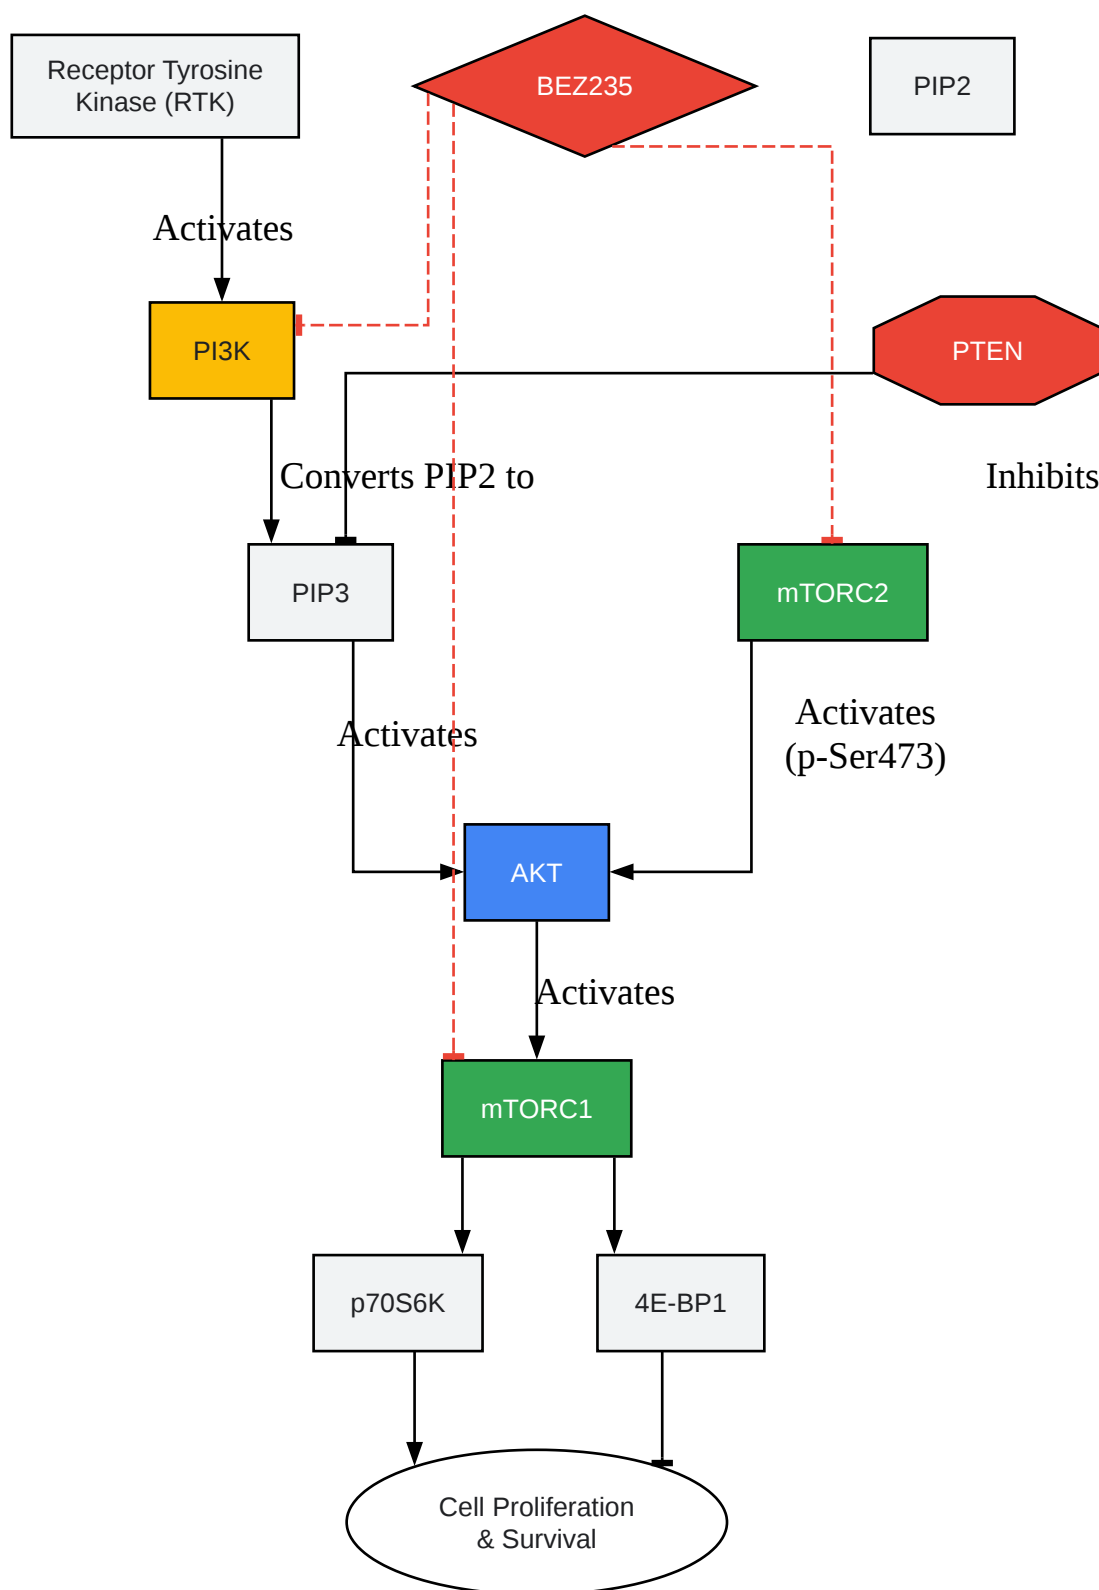 Receptor Tyrosine
Kinase (RTK)
BEZ235
PIP2
Activates
PI3K
PTEN
Converts PIP2 to
Inhibits
PIP3
mTORC2
Activates
Activates
(p-Ser473)
AKT
Activates
mTORC1
p70S6K
4E-BP1
Cell Proliferation
& Survival